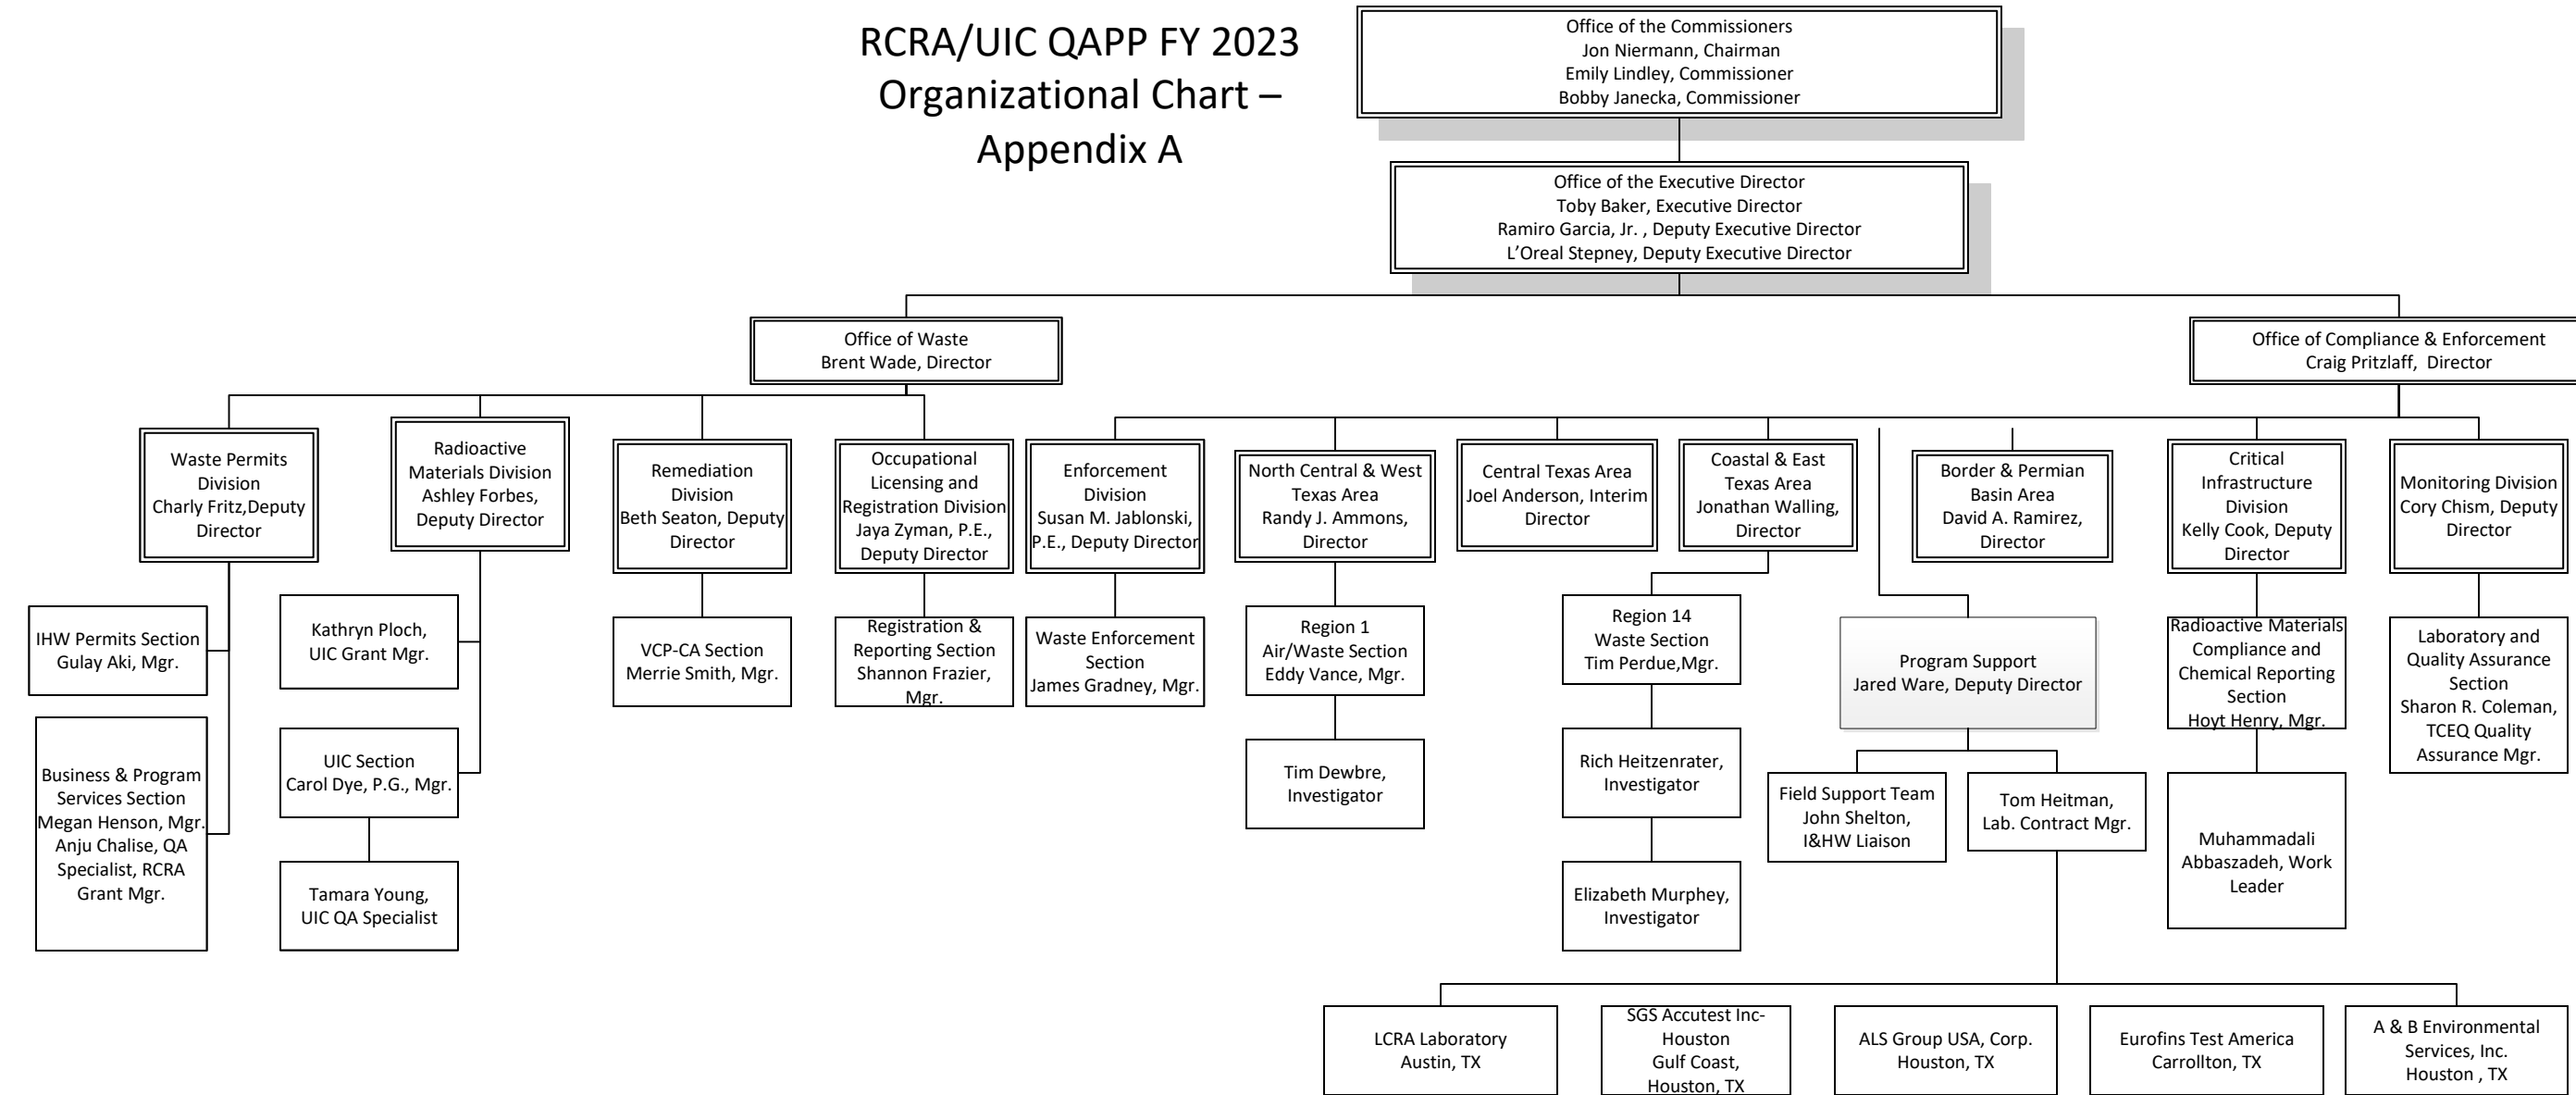 RCRA/UIC QAPP FY 2023
Organizational Chart –
Appendix A
Office of the Commissioners
Jon Niermann, Chairman
Emily Lindley, Commissioner
Bobby Janecka, Commissioner
Office of the Executive Director
Toby Baker, Executive Director
Ramiro Garcia, Jr. , Deputy Executive Director
L’Oreal Stepney, Deputy Executive Director
Office of Waste
Brent Wade, Director
Office of Compliance & Enforcement
Craig Pritzlaff,  Director
Waste Permits
Division
Charly Fritz,Deputy
Director
Radioactive
Materials Division
Ashley Forbes,
Deputy Director
Remediation
Division
Beth Seaton, Deputy
Director
Occupational
Licensing and
Registration Division
Jaya Zyman, P.E.,
Deputy Director
Enforcement
Division
Susan M. Jablonski,
P.E., Deputy Director
North Central & West
Texas Area
Randy J. Ammons,
Director
Central Texas Area
Joel Anderson, Interim
Director
Coastal & East
Texas Area
Jonathan Walling,
Director
Border & Permian
Basin Area
David A. Ramirez,
Director
Critical
Infrastructure
Division
Kelly Cook, Deputy
Director
Monitoring Division
Cory Chism, Deputy
Director
IHW Permits Section
Gulay Aki, Mgr.
Kathryn Ploch,
UIC Grant Mgr.
VCP-CA Section
Merrie Smith, Mgr.
Registration &
Reporting Section
Shannon Frazier,
Mgr.
Waste Enforcement
Section
James Gradney, Mgr.
Region 1
Air/Waste Section
Eddy Vance, Mgr.
Region 14
Waste Section
Tim Perdue,Mgr.
Program Support
Jared Ware, Deputy Director
Radioactive Materials
Compliance and
Chemical Reporting
Section
Hoyt Henry, Mgr.
Laboratory and
Quality Assurance
Section
Sharon R. Coleman,
TCEQ Quality
Assurance Mgr.
Business & Program
Services Section
Megan Henson, Mgr.
Anju Chalise, QA
Specialist, RCRA
Grant Mgr.
UIC Section
Carol Dye, P.G., Mgr.
Tim Dewbre,
Investigator
Rich Heitzenrater,
Investigator
Field Support Team
John Shelton,
I&HW Liaison
Tom Heitman,
Lab. Contract Mgr.
Muhammadali
Abbaszadeh, Work
Leader
Tamara Young,
UIC QA Specialist
Elizabeth Murphey,
Investigator
LCRA Laboratory
Austin, TX
SGS Accutest Inc-
Houston
Gulf Coast,
Houston, TX
ALS Group USA, Corp.
Houston, TX
Eurofins Test America
Carrollton, TX
A & B Environmental
Services, Inc.
Houston , TX